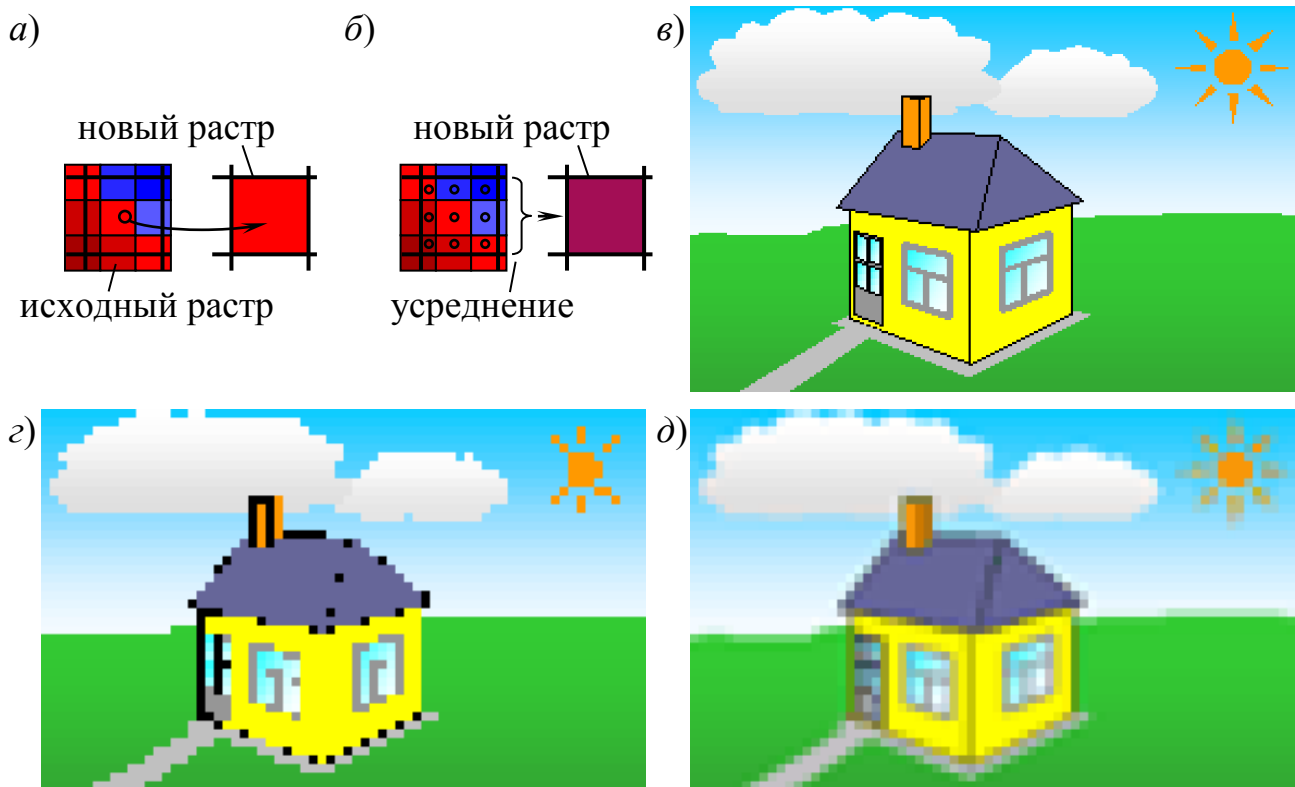 а)
новый растр
исходный растр
б)
новый растр
усреднение
в)
г)
д)